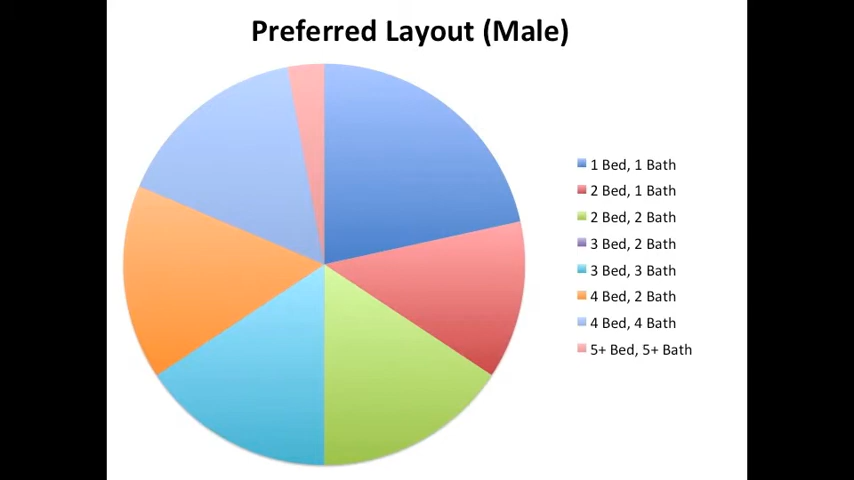 Preferred Layout (Male)
1 Bed, 1 Bath
2 Bed, 1 Bath
2 Bed, 2 Bath
3 Bed, 2 Bath
3 Bed, 3 Bath
4 Bed, 2 Bath
4 Bed, 4 Bath
5+ Bed, 5+ Bath